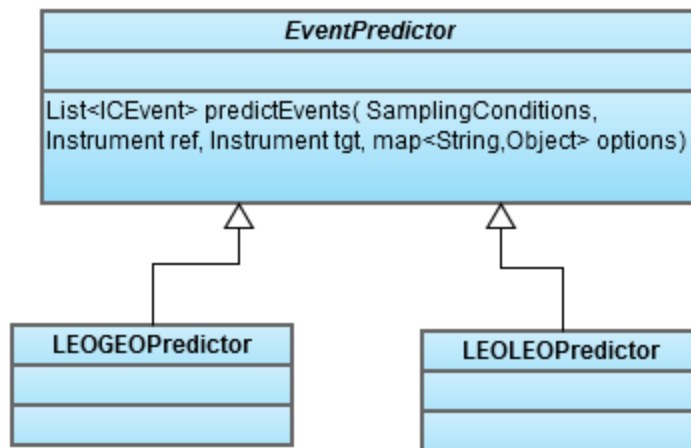 EventPredictor
List<ICEvent> predictEvents( SamplingConditions,
Instrument ref, Instrument tgt, map<String,Object> options)
LEOGEOPredictor
LEOLEOPredictor